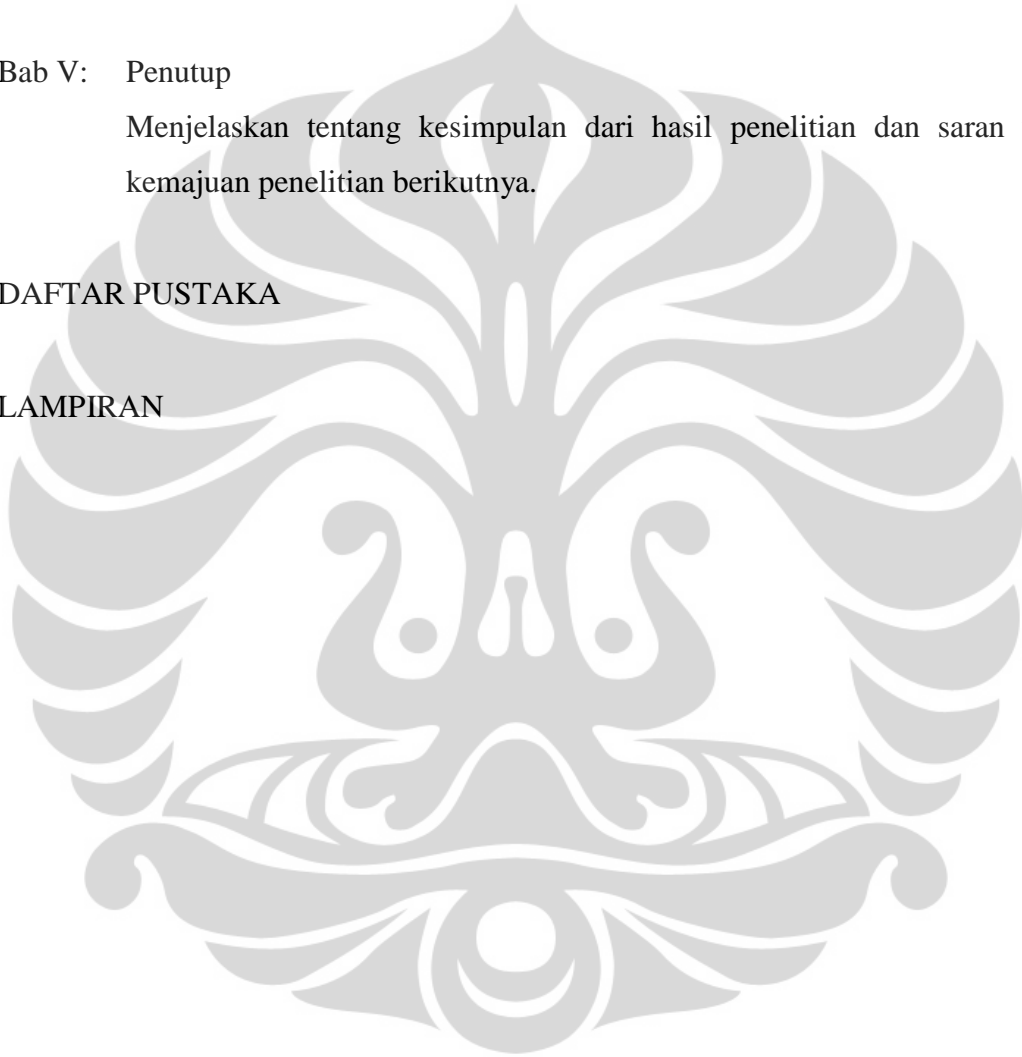 Bab V: Penutup
Menjelaskan tentang kesimpulan dari hasil penelitian dan saran
kemajuan penelitian berikutnya.
DAFTAR PUSTAKA
LAMPIRAN